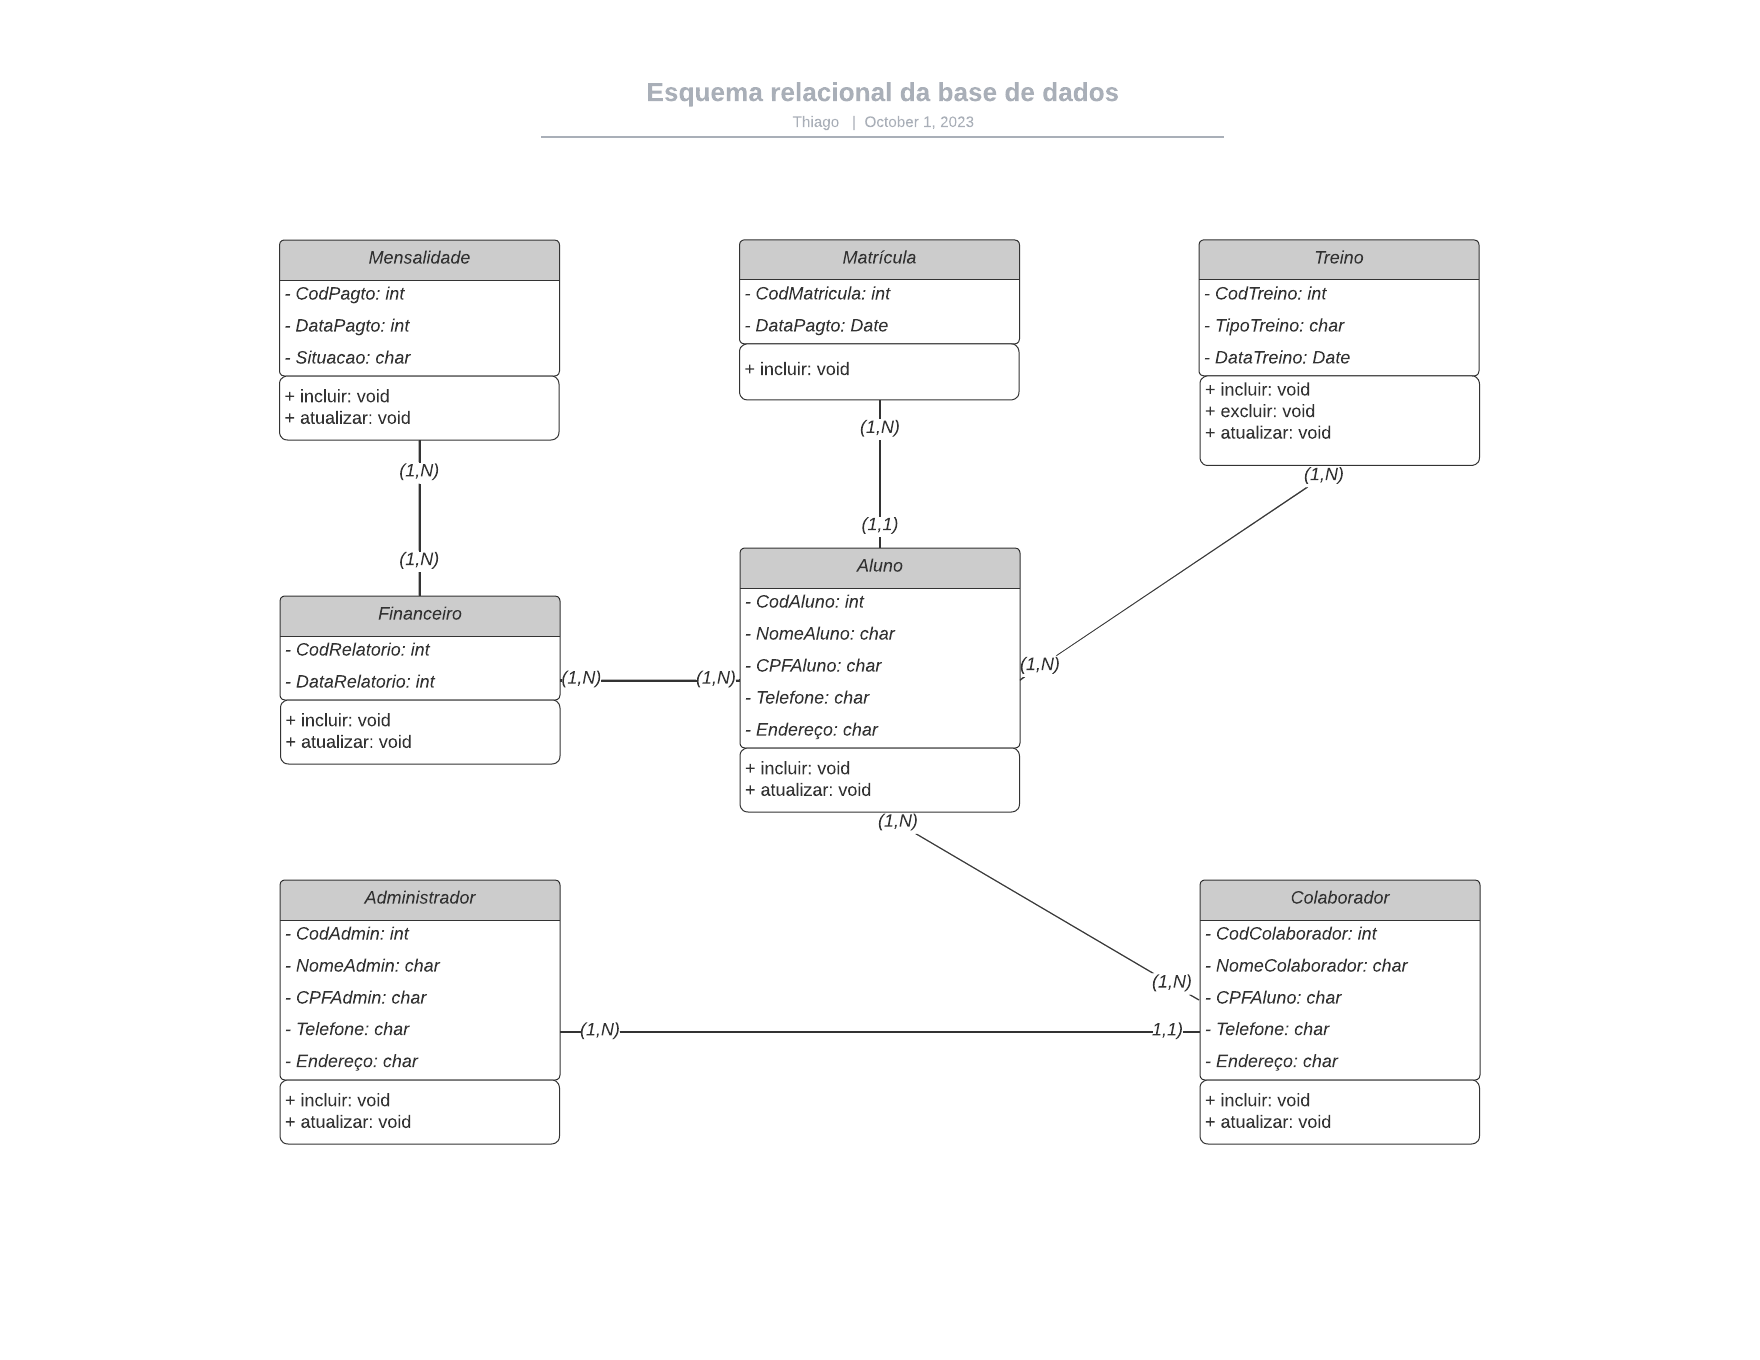 Esquema relacional da base de dados
Thiago | October 1, 2023
Mensalidade
- CodPagto: int
- DataPagto: int
- Situacao: char
+ incluir: void
+ atualizar: void
Matrícula
- CodMatricula: int
- DataPagto: Date
+ incluir: void
Treino
- CodTreino: int
- TipoTreino: char
- DataTreino: Date
+ incluir: void
+ excluir: void
+ atualizar: void
(1,N)
(1,N)
(1,N)
(1,1)
(1,N)
Financeiro
- CodRelatorio: int
- DataRelatorio: int
+ incluir: void
+ atualizar: void
(1,N)
(1,N)
Aluno
- CodAluno: int
- NomeAluno: char
- CPFAluno: char
- Telefone: char
- Endereço: char
+ incluir: void
+ atualizar: void
(1,N)
(1,N)
Administrador
- CodAdmin: int
- NomeAdmin: char
- CPFAdmin: char
- Telefone: char
- Endereço: char
+ incluir: void
+ atualizar: void
(1,N)
(1,N)
1,1)
Colaborador
- CodColaborador: int
- NomeColaborador: char
- CPFAluno: char
- Telefone: char
- Endereço: char
+ incluir: void
+ atualizar: void